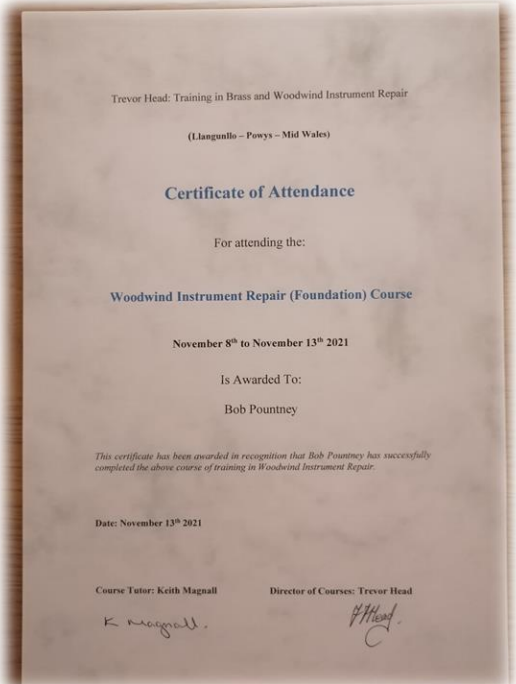 Trevor Head: Training in Brass and Woodwind Instrument Repair
(Llangunllo – Powys – Mid Wales)
Certificate of Attendance
For attending the:
Woodwind Instrument Repair (Foundation) Course
November 8th to November 13th 2021
Is Awarded To:
Bob Pountney
This certificate has been awarded in recognition that Bob Pountney has successfully
completed the above course of training in Woodwind Instrument Repair.
Date: November 13th 2021
Course Tutor: Keith Magnall Director of Courses: Trevor Head
K Magnall. THead.